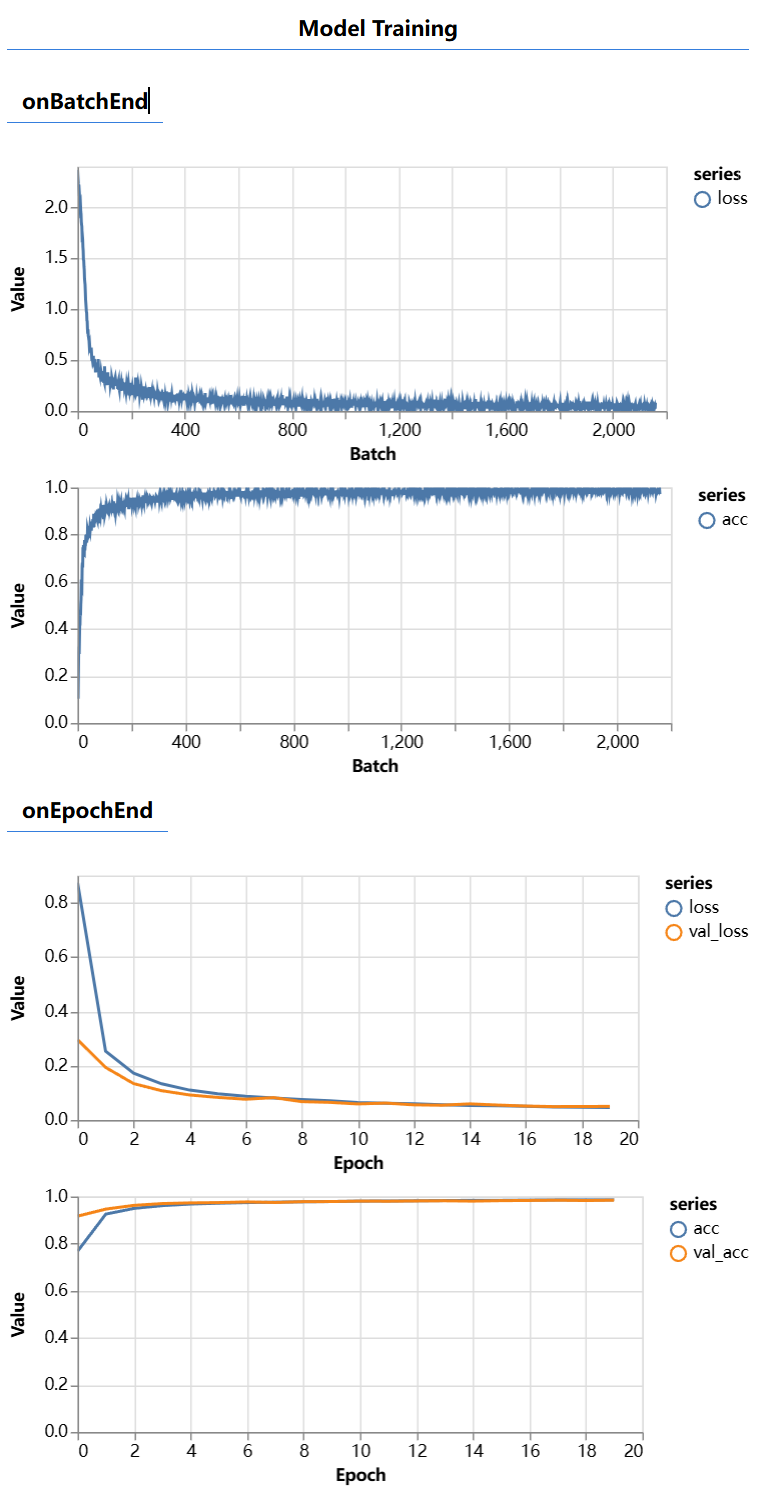 Model Training
onBatchEnd
series
loss
Value
2.0
1.5
1.0
0.5
0.0
0 400 800 1,200 1,600 2,000
Batch
series
acc
Value
1.0
0.8
0.6
0.4
0.2
0.0
0 400 800 1,200 1,600 2,000
Batch
onEpochEnd
series
loss
val_loss
Value
0.8
0.6
0.4
0.2
0.0
0 2 4 6 8 10 12 14 16 18 20
Epoch
series
acc
val_acc
Value
1.0
0.8
0.6
0.4
0.2
0.0
0 2 4 6 8 10 12 14 16 18 20
Epoch